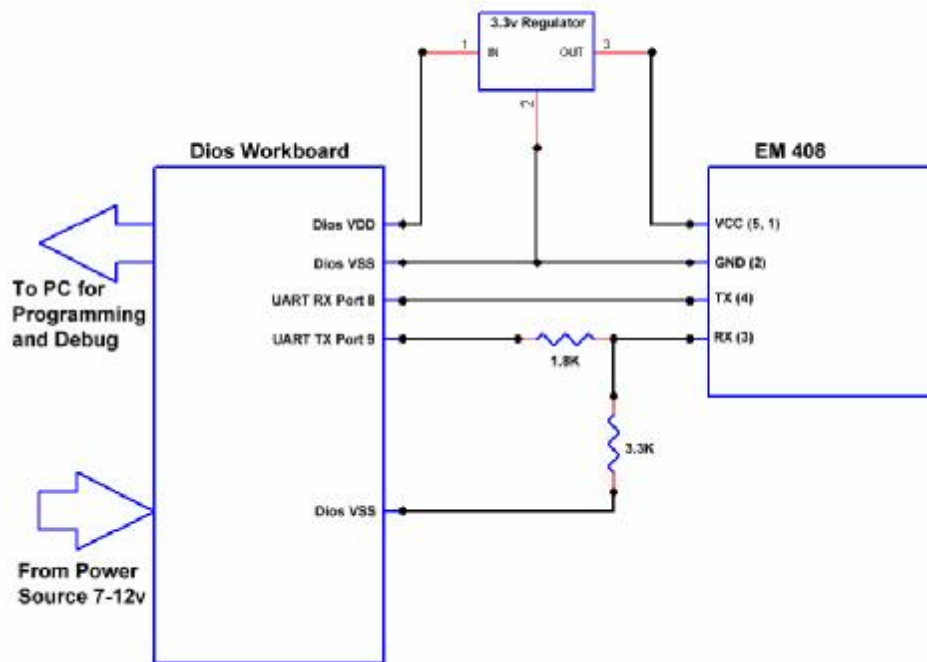 3.3v Regulator
1
IN
OUT
3
2
Dios Workboard
EM 408
Dios VDD
VCC (5, 1)
Dios VSS
GND (2)
To PC for
Programming
and Debug
UART RX Port 8
TX (4)
UART TX Port 9
RX (3)
1.8K
3.3K
Dios VSS
From Power
Source 7-12v